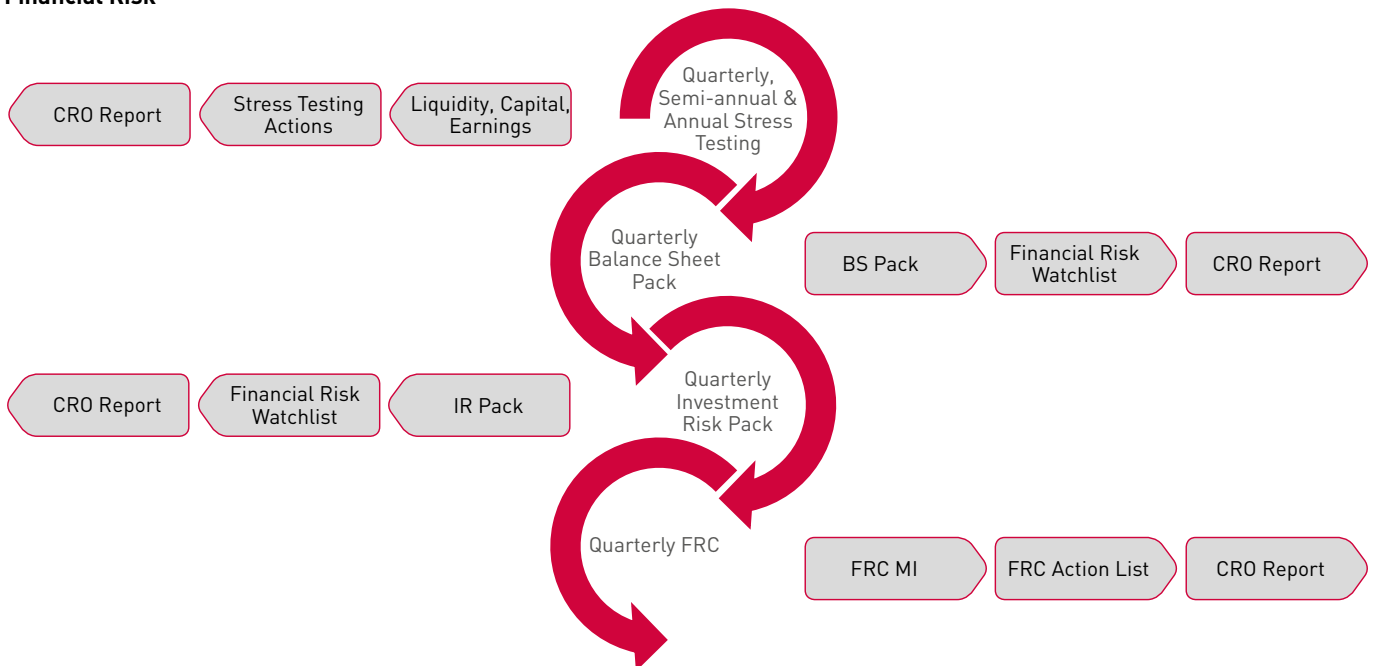 Financial Risk
Quarterly,
Semi-annual &
Annual Stress
Testing
CRO Report
Stress Testing
Actions
Liquidity, Capital,
Earnings
Quarterly
Balance Sheet
Pack
BS Pack
Financial Risk
Watchlist
CRO Report
CRO Report
Financial Risk
Watchlist
IR Pack
Quarterly
Investment
Risk Pack
Quarterly FRC
FRC MI
FRC Action List
CRO Report